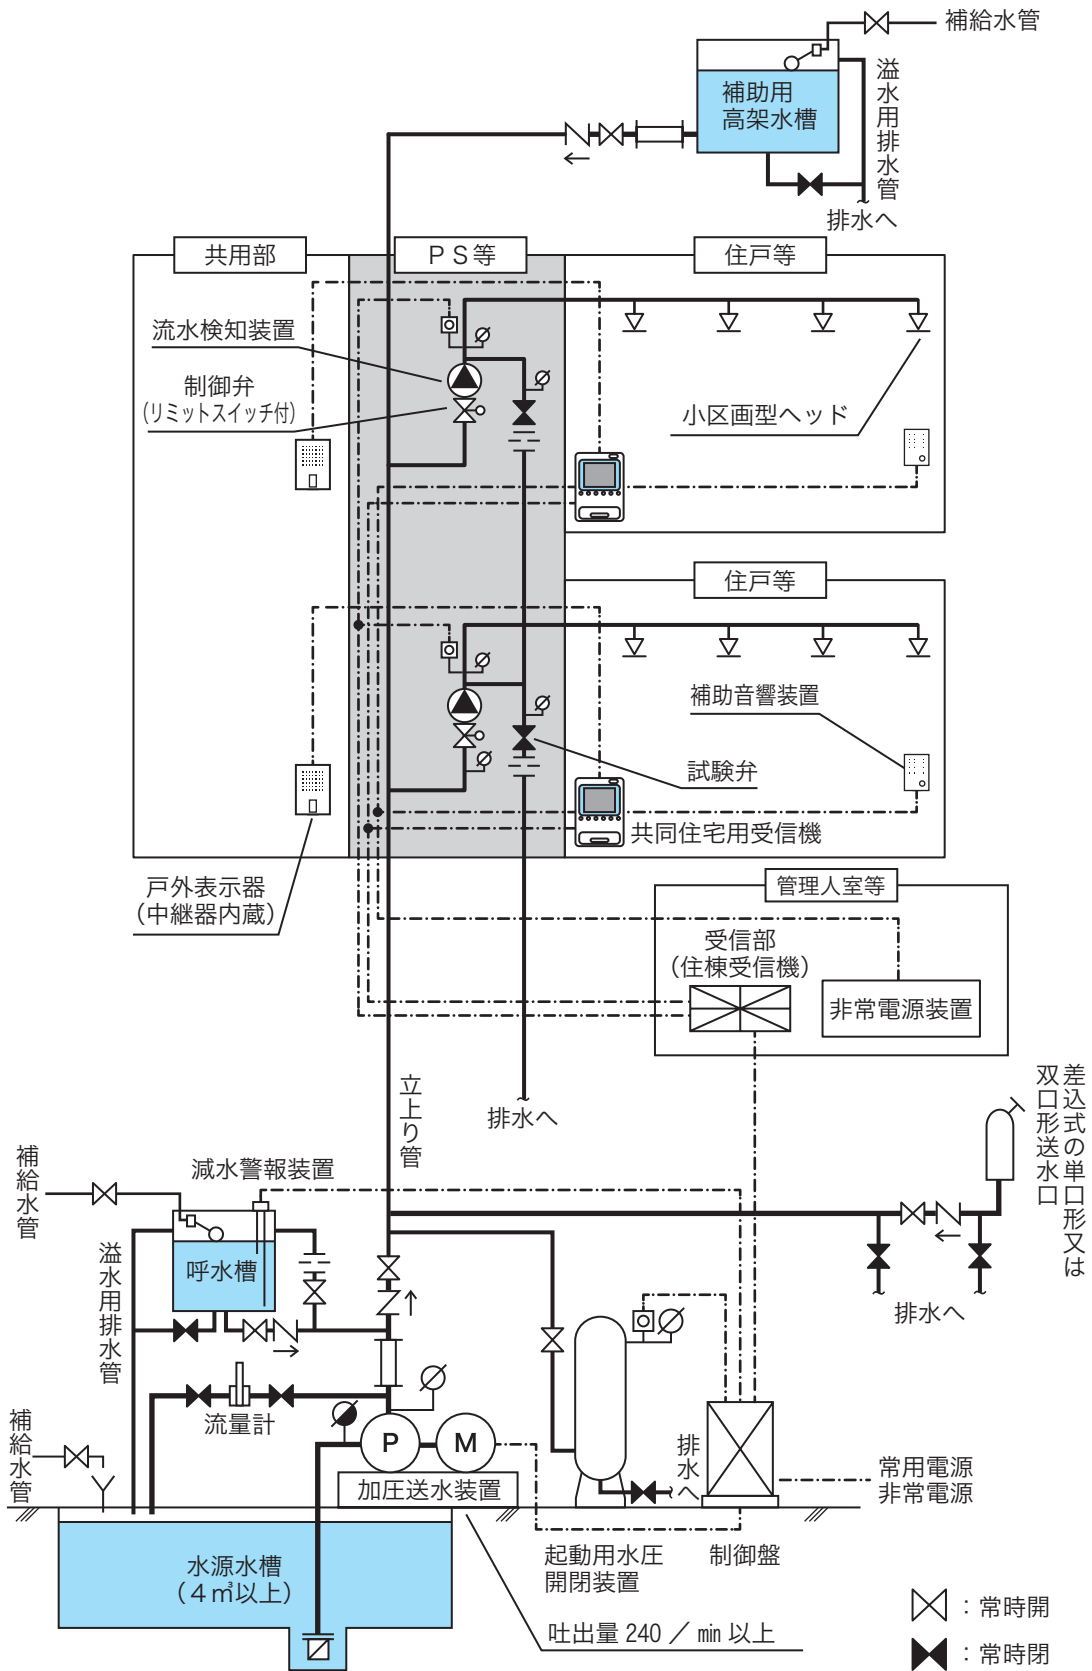 補給水管
補助用
高架水槽
溢水用排水管
排水へ
共用部
ＰＳ等
住戸等
流水検知装置
制御弁
(リミットスイッチ付)
小区画型ヘッド
住戸等
補助音響装置
試験弁
共同住宅用受信機
戸外表示器
（中継器内蔵）
管理人室等
受信部
（住棟受信機）
非常電源装置
立上り管
排水へ
差込式の単口形又は
双口形送水口
補給水管
減水警報装置
溢水用排水管
呼水槽
排水へ
流量計
補給水管
P
M
加圧送水装置
排水へ
常用電源
非常電源
水源水槽
（４㎥以上）
起動用水圧
開閉装置
制御盤
吐出量 240 ／ min 以上
：常時開
：常時閉